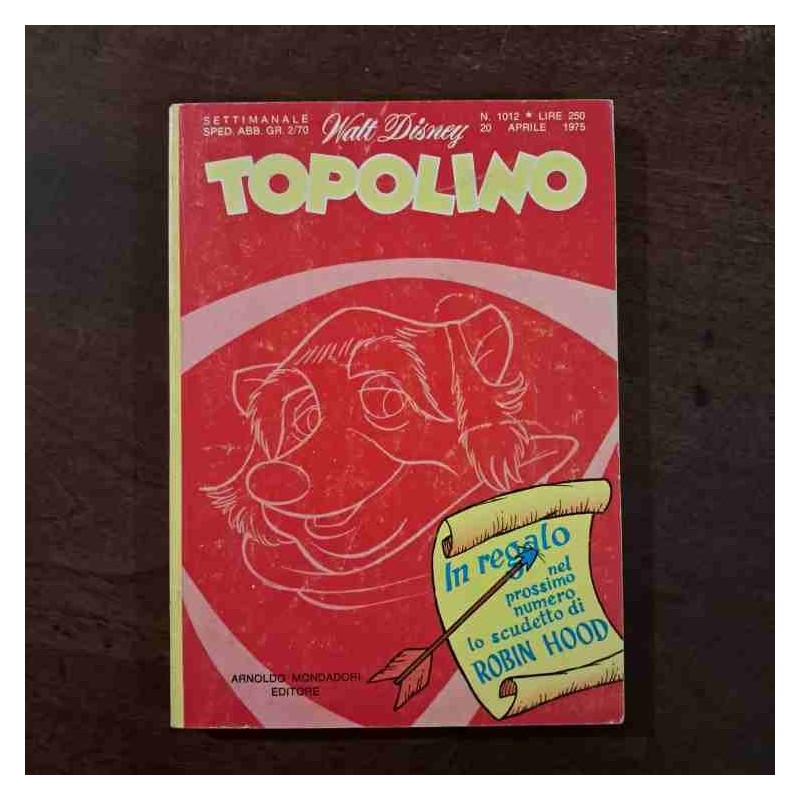 SETTIMANALE
SPED. ABB. GR. 2/70
Walt Disney
N. 1012 * LIRE 250
20 APRILE 1975
TOPOLINO
In regalo
nel
prossimo
numero
lo scudetto di
ROBIN HOOD
ARNOLDO MONDADORI
EDITORE